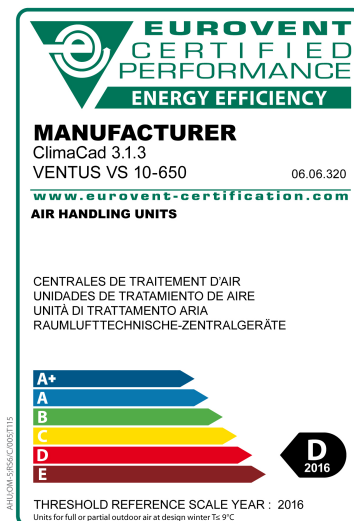 EUROVENT
CERTIFIED
PERFORMANCE
ENERGY EFFICIENCY
MANUFACTURER
ClimaCad 3.1.3
VENTUS VS 10-650 06.06.320
www.eurovent-certification.com
AIR HANDLING UNITS
CENTRALES DE TRAITEMENT D'AIR
UNIDADES DE TRATAMIENTO DE AIRE
UNITÀ DI TRATTAMENTO ARIA
RAUMLUFTTECHNISCHE-ZENTRALGERÄTE
A+
A
B
C
D
E
D
2016
AHU;OM-5;RS6/C/005;T115
THRESHOLD REFERENCE SCALE YEAR : 2016
Units for full or partial outdoor air at design winter T≤ 9°C